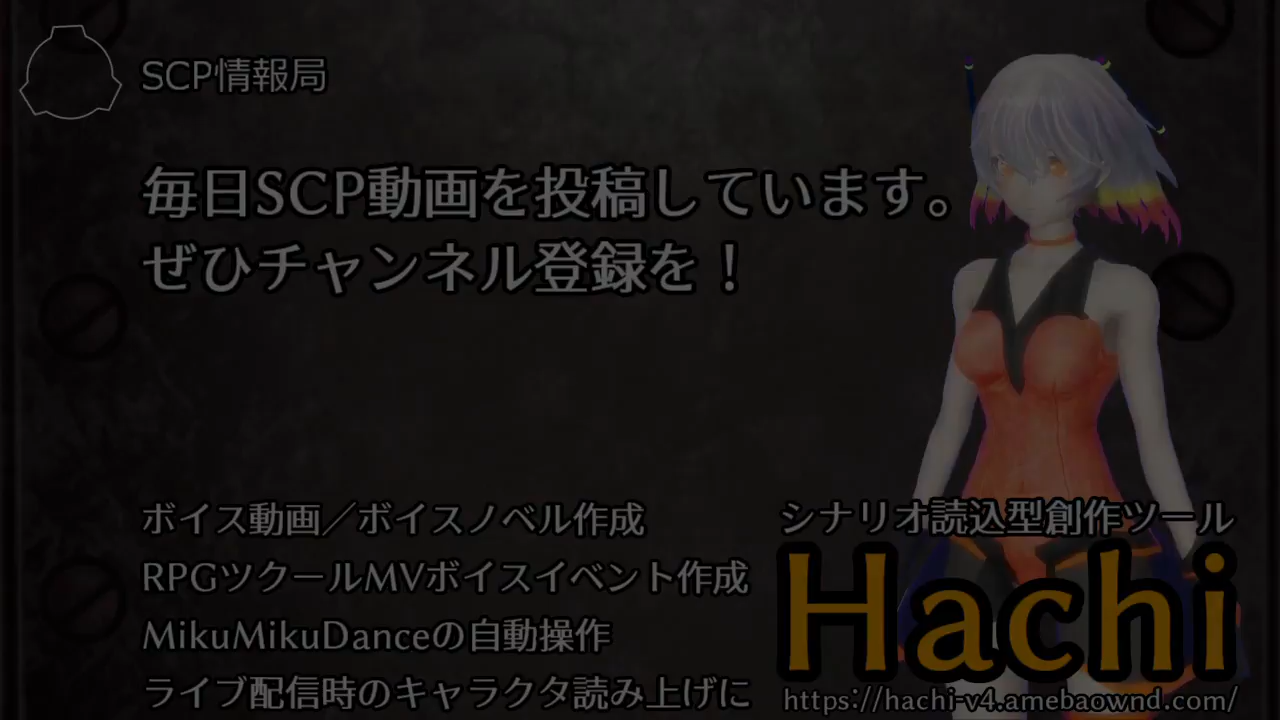 SCP情報局
毎日SCP動画を投稿しています。
ぜひチャンネル登録を！
ボイス動画／ボイスノベル作成
RPGツクールMVボイスイベント作成
MikuMikuDanceの自動操作
ライブ配信時のキャラクタ読み上げに
シナリオ読込型創作ツール
Hachi
https://hachi-v4.amebaownd.com/